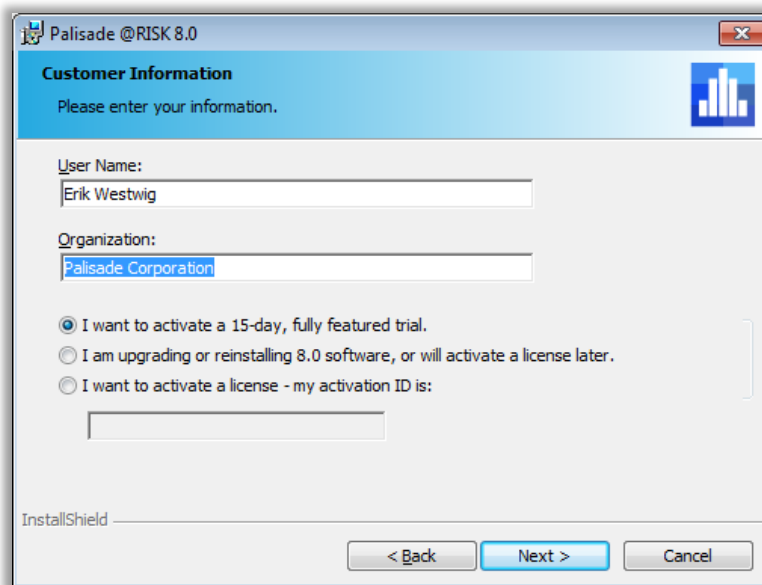 Palisade @RISK 8.0
Customer Information
Please enter your information.
User Name:
Erik Westwig
Organization:
Palisade Corporation
I want to activate a 15-day, fully featured trial.
I am upgrading or reinstalling 8.0 software, or will activate a license later.
I want to activate a license - my activation ID is:
InstallShield
< Back Next > Cancel